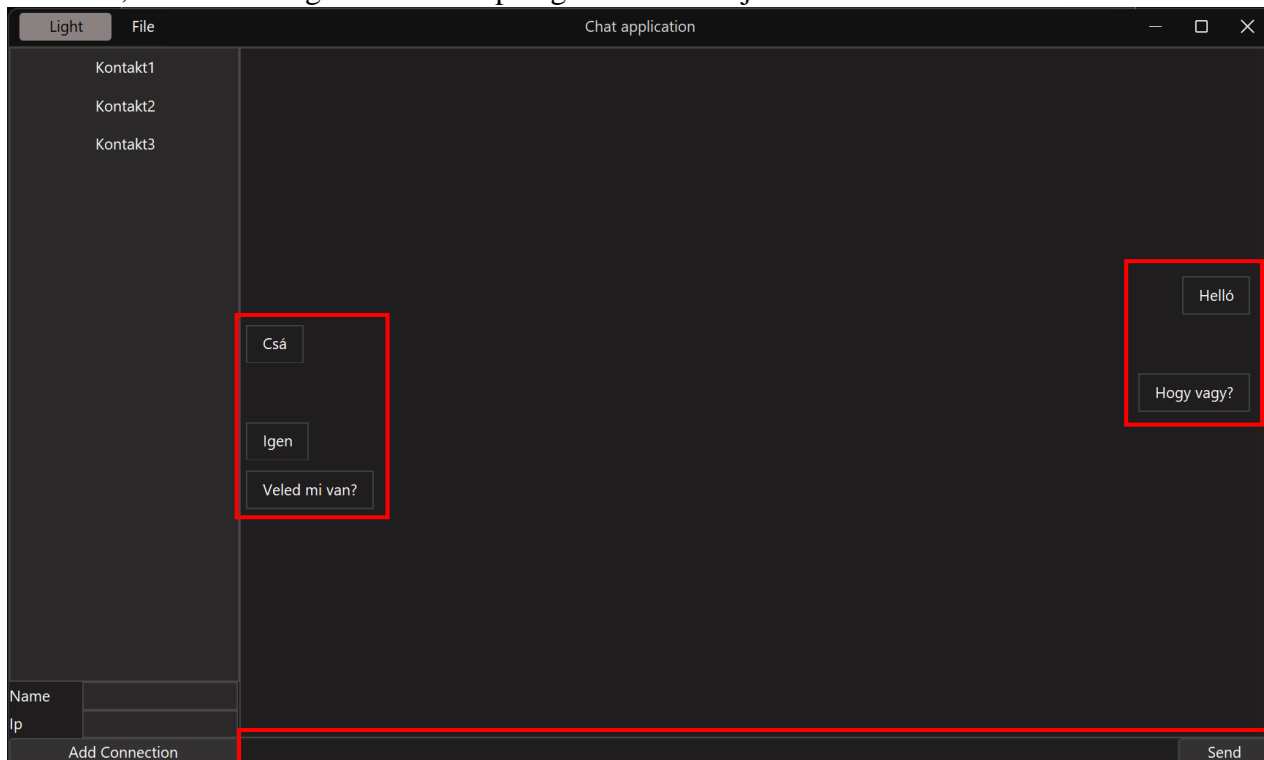 Light File Chat application
Kontakt1
Kontakt2
Kontakt3
Helló
Csá
Hogy vagy?
Igen
Veled mi van?
Name
Ip
Add Connection Send